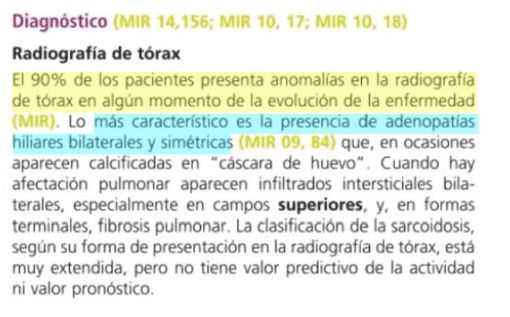 Diagnóstico (MIR 14,156; MIR 10, 17; MIR 10, 18)
Radiografía de tórax
El 90% de los pacientes presenta anomalías en la radiografía
de tórax en algún momento de la evolución de la enfermedad
(MIR). Lo más característico es la presencia de adenopatías
hiliares bilaterales y simétricas (MIR 09, 84) que, en ocasiones
aparecen calcificadas en “cáscara de huevo”. Cuando hay
afectación pulmonar aparecen infiltrados intersticiales bila-
terales, especialmente en campos superiores, y, en formas
terminales, fibrosis pulmonar. La clasificación de la sarcoidosis,
según su forma de presentación en la radiografía de tórax, está
muy extendida, pero no tiene valor predictivo de la actividad
ni valor pronóstico.